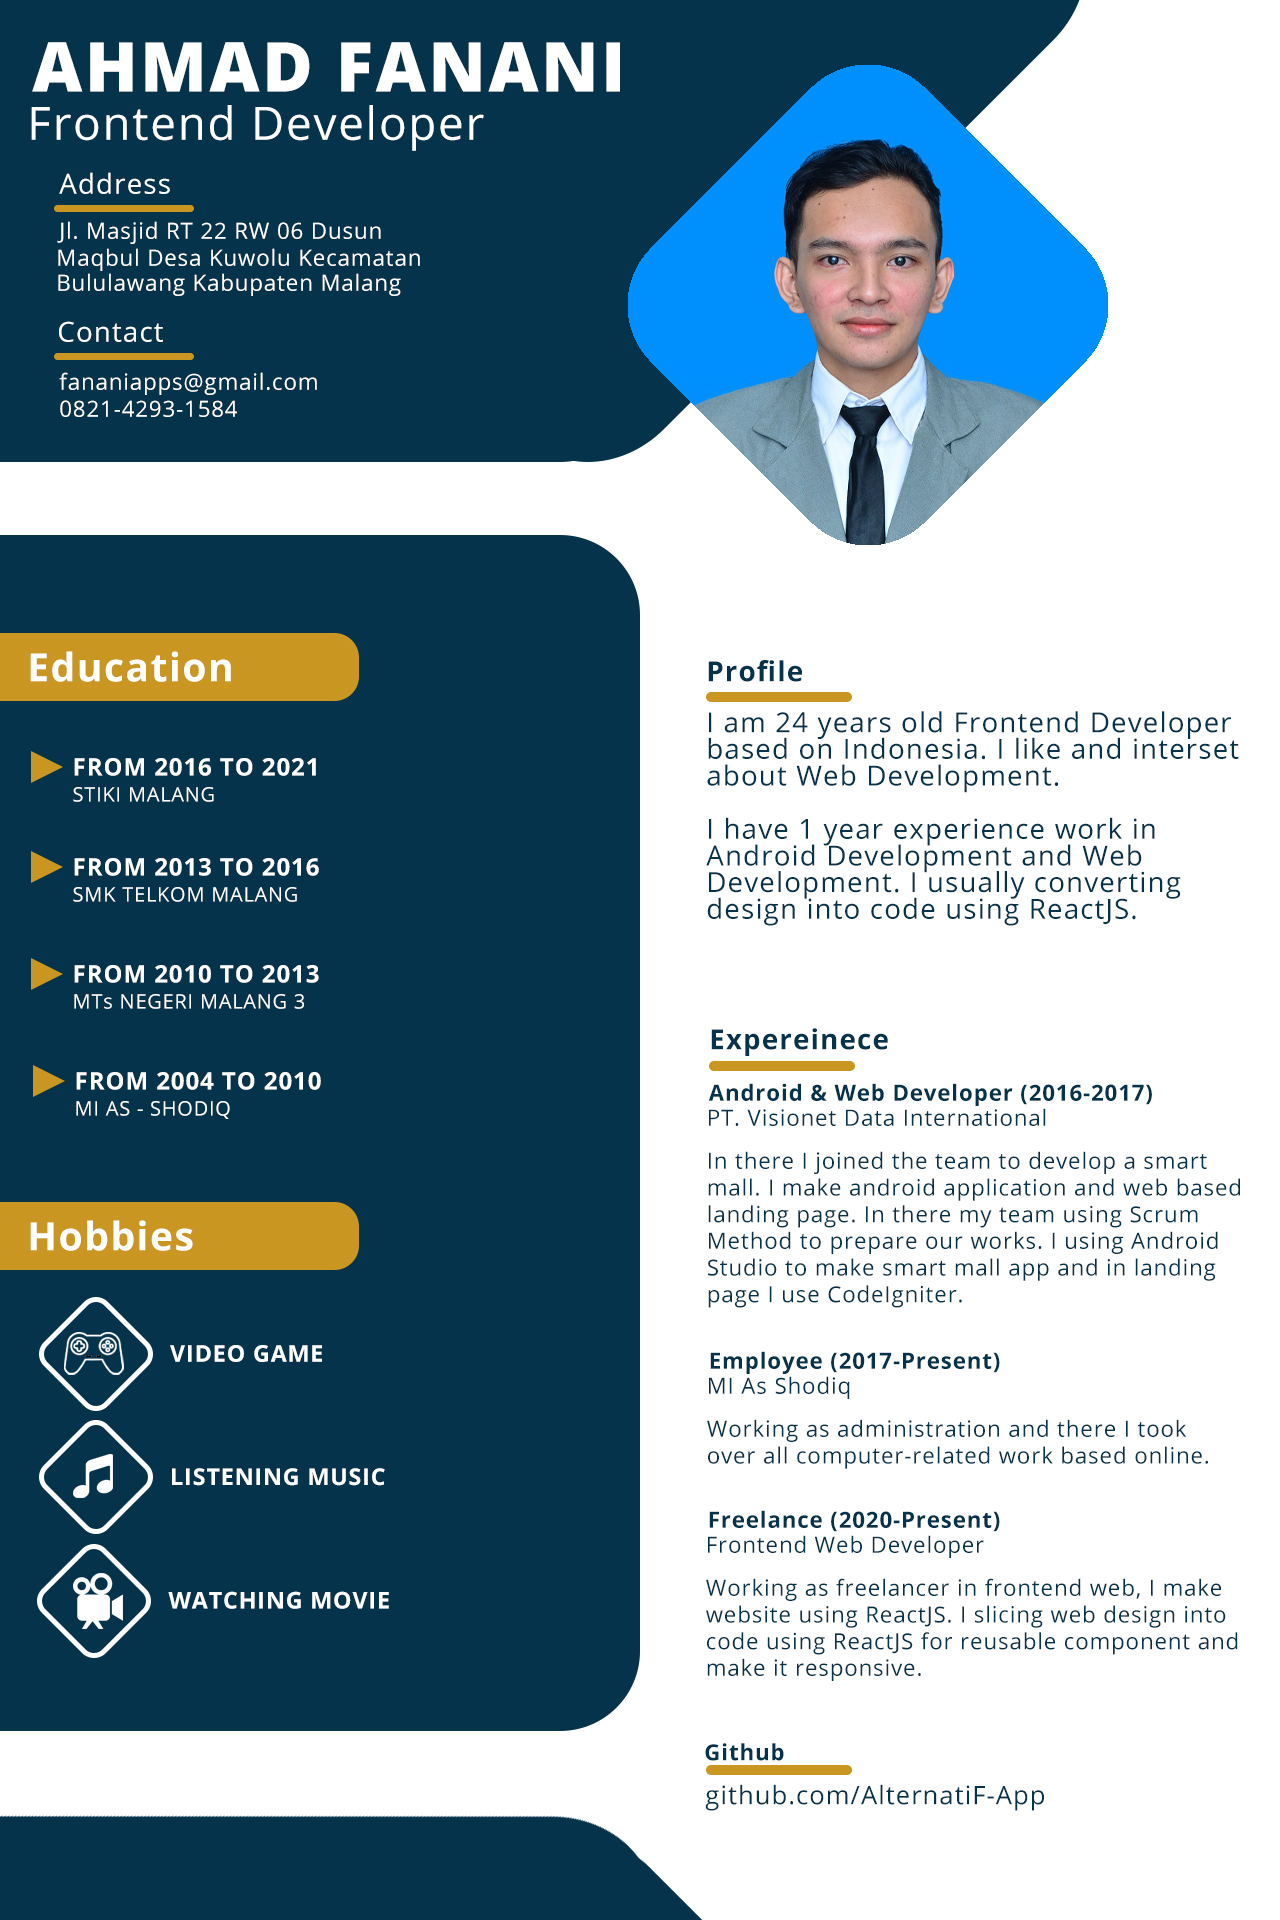 AHMAD FANANI
Frontend Developer
Address
Jl. Masjid RT 22 RW 06 Dusun
Maqbul Desa Kuwolu Kecamatan
Bululawang Kabupaten Malang
Contact
fananiapps@gmail.com
0821-4293-1584
Education
FROM 2016 TO 2021
STIKI MALANG
FROM 2013 TO 2016
SMK TELKOM MALANG
FROM 2010 TO 2013
MTs NEGERI MALANG 3
FROM 2004 TO 2010
MI AS - SHODIQ
Hobbies
VIDEO GAME
LISTENING MUSIC
WATCHING MOVIE
Profile
I am 24 years old Frontend Developer
based on Indonesia. I like and interset
about Web Development.
I have 1 year experience work in
Android Development and Web
Development. I usually converting
design into code using ReactJS.
Expereinece
Android & Web Developer (2016-2017)
PT. Visionet Data International
In there I joined the team to develop a smart
mall. I make android application and web based
landing page. In there my team using Scrum
Method to prepare our works. I using Android
Studio to make smart mall app and in landing
page I use CodeIgniter.
Employee (2017-Present)
MI As Shodiq
Working as administration and there I took
over all computer-related work based online.
Freelance (2020-Present)
Frontend Web Developer
Working as freelancer in frontend web, I make
website using ReactJS. I slicing web design into
code using ReactJS for reusable component and
make it responsive.
Github
github.com/AlternatiF-App